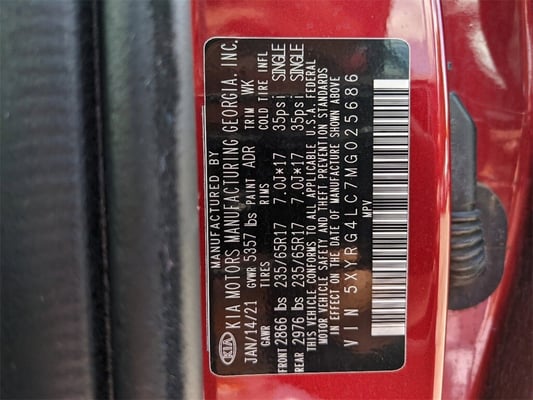 MANUFACTURED BY
KIA KIA MOTORS MANUFACTURING GEORGIA, INC.
JAN/14/21 GVWR 5357 lbs PAINT ADR TRIM WK
GAWR TIRES RIMS COLD TIRE INFL
FRONT 2866 lbs 235/65R17 7.0J*17 35psi SINGLE
REAR 2976 lbs 235/65R17 7.0J*17 35psi SINGLE
THIS VEHICLE CONFORMS TO ALL APPLICABLE U.S.A. FEDERAL
MOTOR VEHICLE SAFETY AND THEFT PREVENTION STANDARDS
IN EFFECT ON THE DATE OF MANUFACTURE SHOWN ABOVE
VIN 5XYRG4LC7MG025686
MPV